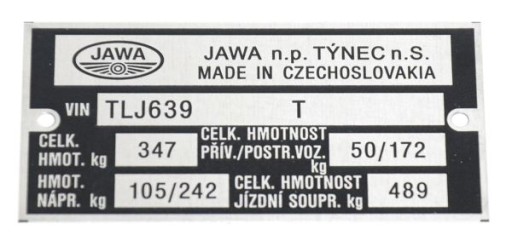 JAWA
JAWA n.p. TÝNEC n.S.
MADE IN CZECHOSLOVAKIA
VIN TLJ639 T
CELK. HMOT. kg 347
CELK. HMOTNOST PŘÍV./POSTR.VOZ. kg 50/172
HMOT. NÁPR. kg 105/242
CELK. HMOTNOST JÍZDNÍ SOUPR. kg 489